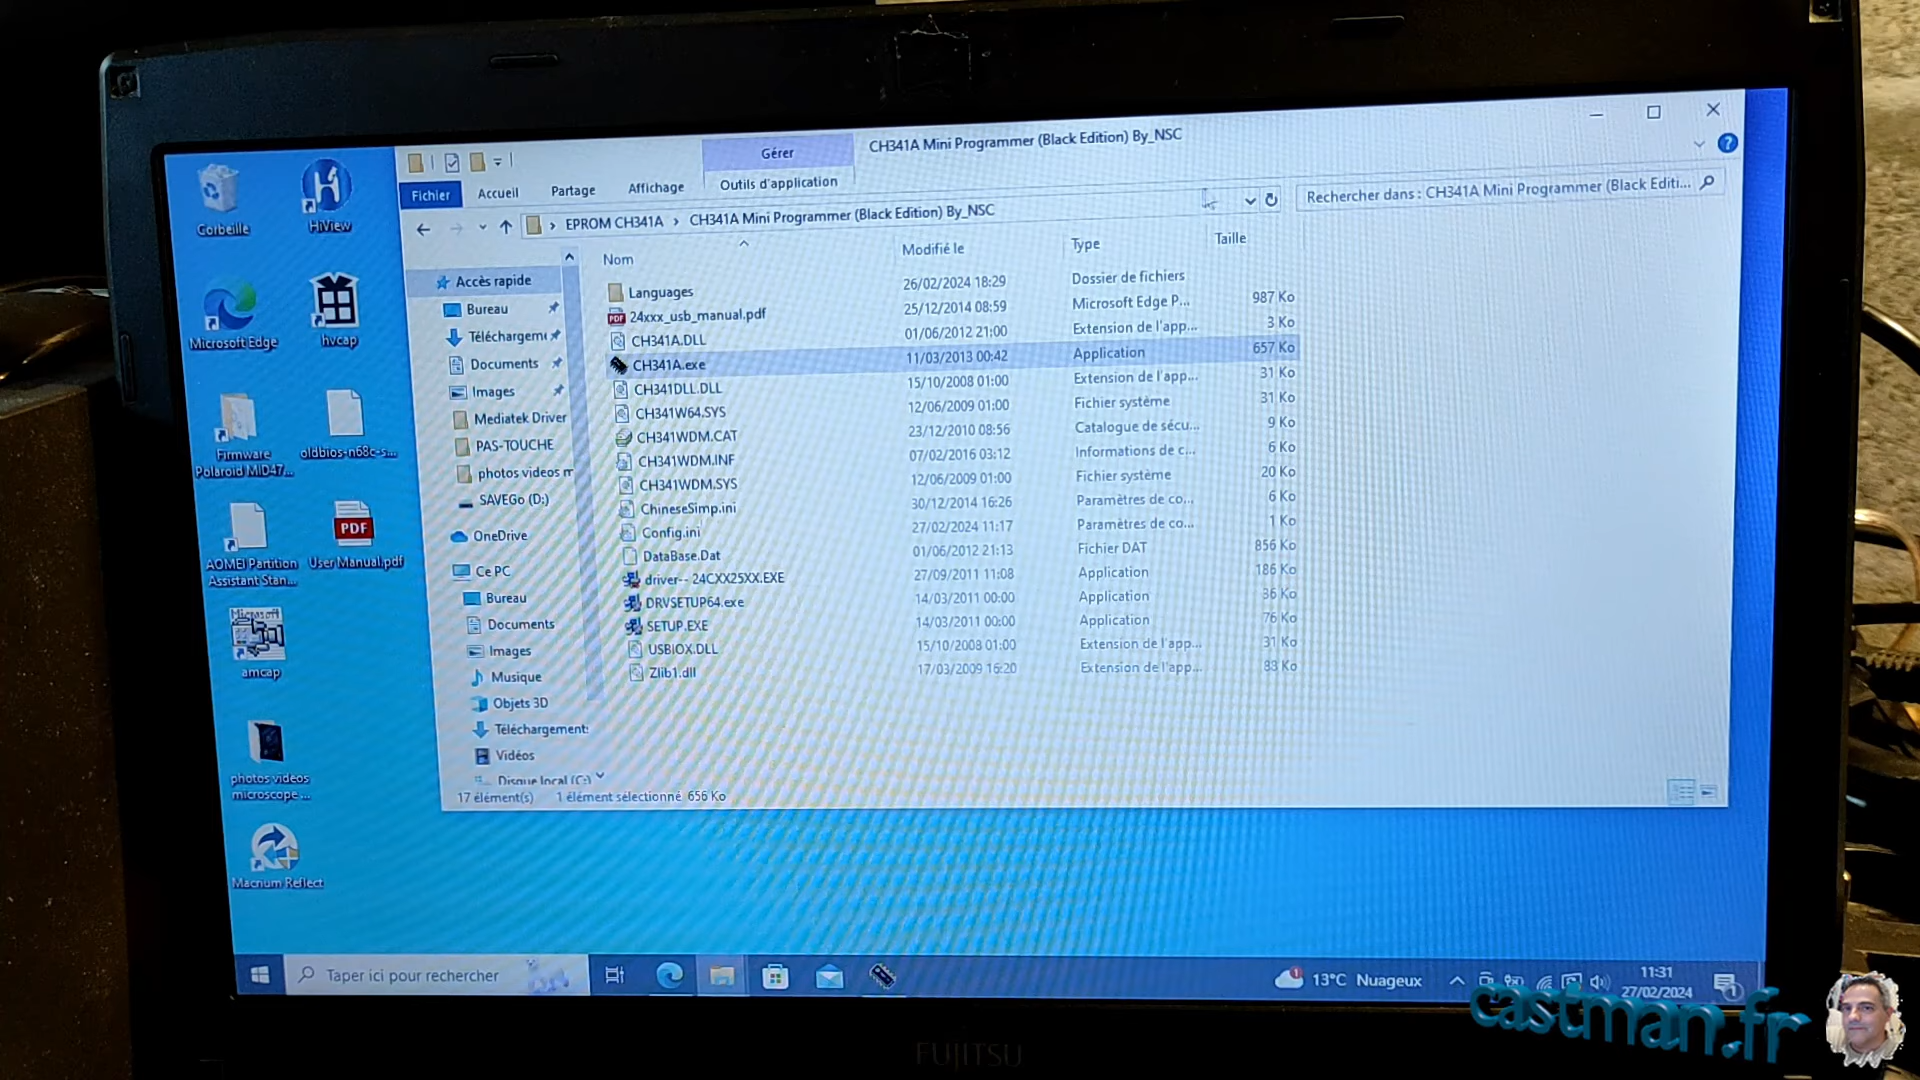 Corbeille
HiView
Microsoft Edge
hvcap
Firmware
Polaroid MID47...
oldbios-n68c-s...
AOMEI Partition
Assistant Stan...
PDF
User Manual.pdf
Microsoft
amcap
photos videos
microscope ...
Macrium Reflect
Gérer
CH341A Mini Programmer (Black Edition) By_NSC
Fichier
Accueil
Partage
Affichage
Outils d'application
?
EPROM CH341A > CH341A Mini Programmer (Black Edition) By_NSC
Rechercher dans : CH341A Mini Programmer (Black Editi...
Accès rapide
Bureau
Téléchargem
Documents
Images
Mediatek Driver
PAS-TOUCHE
photos videos m
SAVEGo (D:)
OneDrive
Ce PC
Bureau
Documents
Images
Musique
Objets 3D
Téléchargement:
Vidéos
Disque local (C:)
Nom Modifié le Type Taille
Languages 26/02/2024 18:29 Dossier de fichiers
PDF 24xxx_usb_manual.pdf 25/12/2014 08:59 Microsoft Edge P... 987 Ko
CH341A.DLL 01/06/2012 21:00 Extension de l'app... 3 Ko
CH341A.exe 11/03/2013 00:42 Application 657 Ko
CH341DLL.DLL 15/10/2008 01:00 Extension de l'app... 31 Ko
CH341W64.SYS 12/06/2009 01:00 Fichier système 31 Ko
CH341WDM.CAT 23/12/2010 08:56 Catalogue de sécu... 9 Ko
CH341WDM.INF 07/02/2016 03:12 Informations de c... 6 Ko
CH341WDM.SYS 12/06/2009 01:00 Fichier système 20 Ko
ChineseSimp.ini 30/12/2014 16:26 Paramètres de co... 6 Ko
Config.ini 27/02/2024 11:17 Paramètres de co... 1 Ko
DataBase.Dat 01/06/2012 21:13 Fichier DAT 856 Ko
driver-- 24CXX25XX.EXE 27/09/2011 11:08 Application 186 Ko
DRVSETUP64.exe 14/03/2011 00:00 Application 36 Ko
SETUP.EXE 14/03/2011 00:00 Application 76 Ko
USBIOX.DLL 15/10/2008 01:00 Extension de l'app... 31 Ko
Zlib1.dll 17/03/2009 16:20 Extension de l'app... 83 Ko
17 élément(s) 1 élément sélectionné 656 Ko
Taper ici pour rechercher
1
13°C Nuageux
11:31
27/02/2024
1
castman.fr
FUJITSU